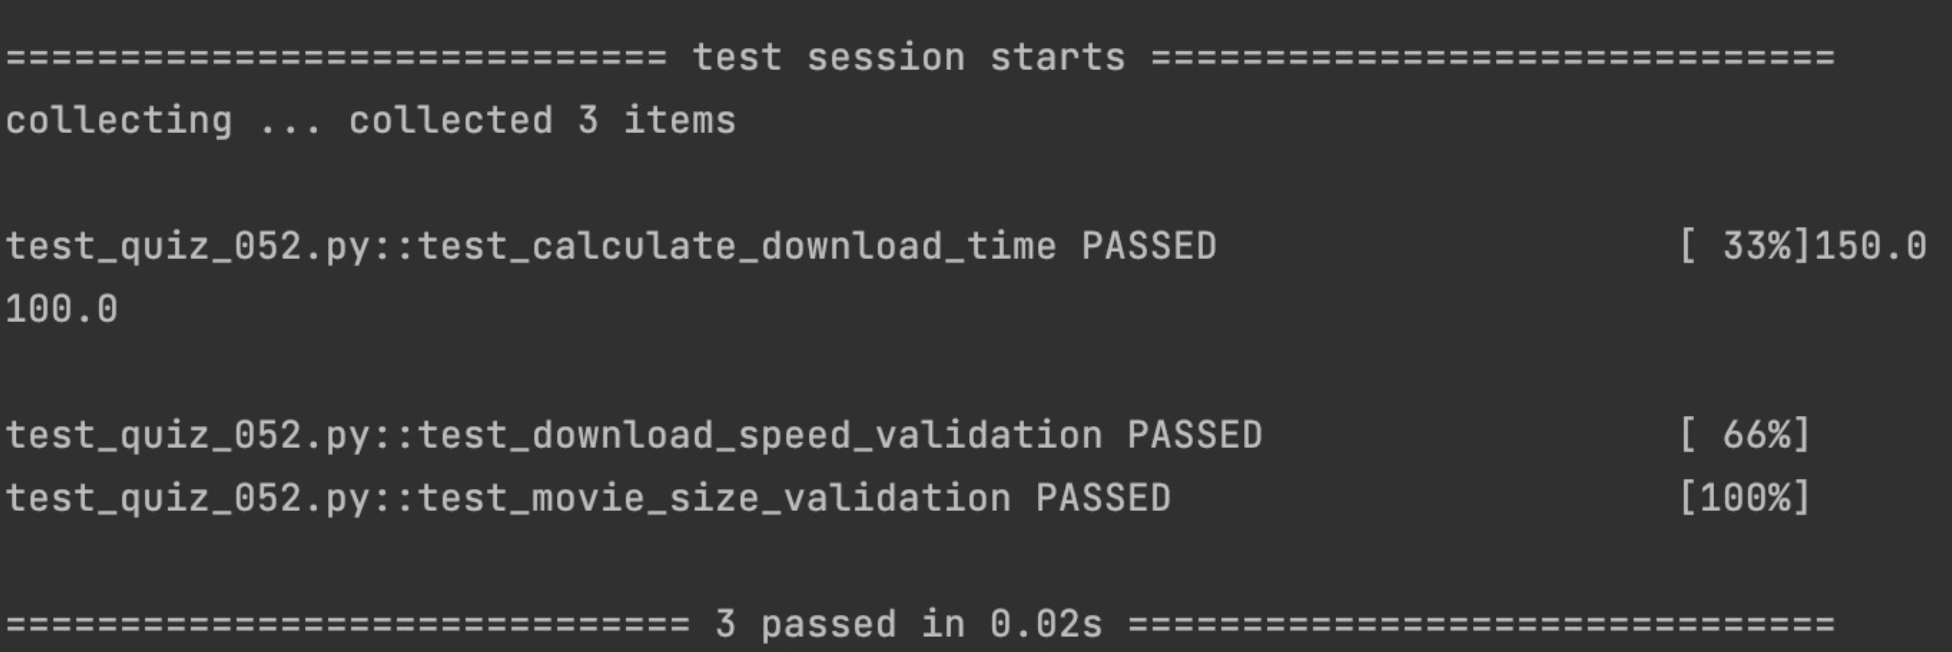 ============================= test session starts ==============================
collecting ... collected 3 items
test_quiz_052.py::test_calculate_download_time PASSED                    [ 33%]150.0
100.0
test_quiz_052.py::test_download_speed_validation PASSED                  [ 66%]
test_quiz_052.py::test_movie_size_validation PASSED                      [100%]
============================== 3 passed in 0.02s ===============================